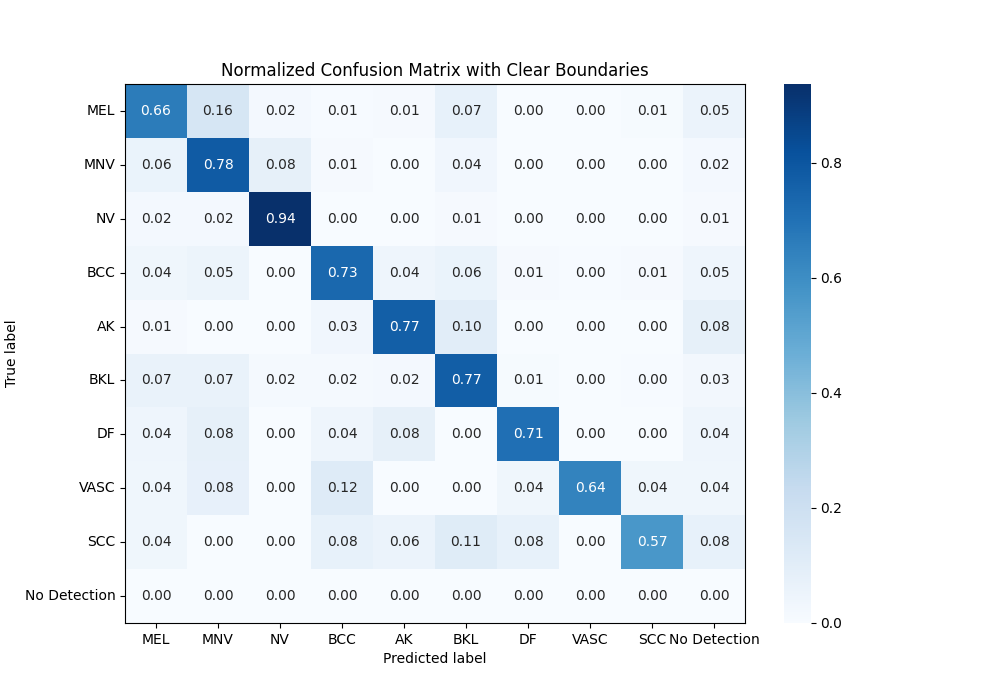 Normalized Confusion Matrix with Clear Boundaries
True label
MEL 0.66 0.16 0.02 0.01 0.01 0.07 0.00 0.00 0.01 0.05
MNV 0.06 0.78 0.08 0.01 0.00 0.04 0.00 0.00 0.00 0.02
NV 0.02 0.02 0.94 0.00 0.00 0.01 0.00 0.00 0.00 0.01
BCC 0.04 0.05 0.00 0.73 0.04 0.06 0.01 0.00 0.01 0.05
AK 0.01 0.00 0.00 0.03 0.77 0.10 0.00 0.00 0.00 0.08
BKL 0.07 0.07 0.02 0.02 0.02 0.77 0.01 0.00 0.00 0.03
DF 0.04 0.08 0.00 0.04 0.08 0.00 0.71 0.00 0.00 0.04
VASC 0.04 0.08 0.00 0.12 0.00 0.00 0.04 0.64 0.04 0.04
SCC 0.04 0.00 0.00 0.08 0.06 0.11 0.08 0.00 0.57 0.08
No Detection 0.00 0.00 0.00 0.00 0.00 0.00 0.00 0.00 0.00 0.00
MEL MNV NV BCC AK BKL DF VASC SCC No Detection
Predicted label
0.8
0.6
0.4
0.2
0.0